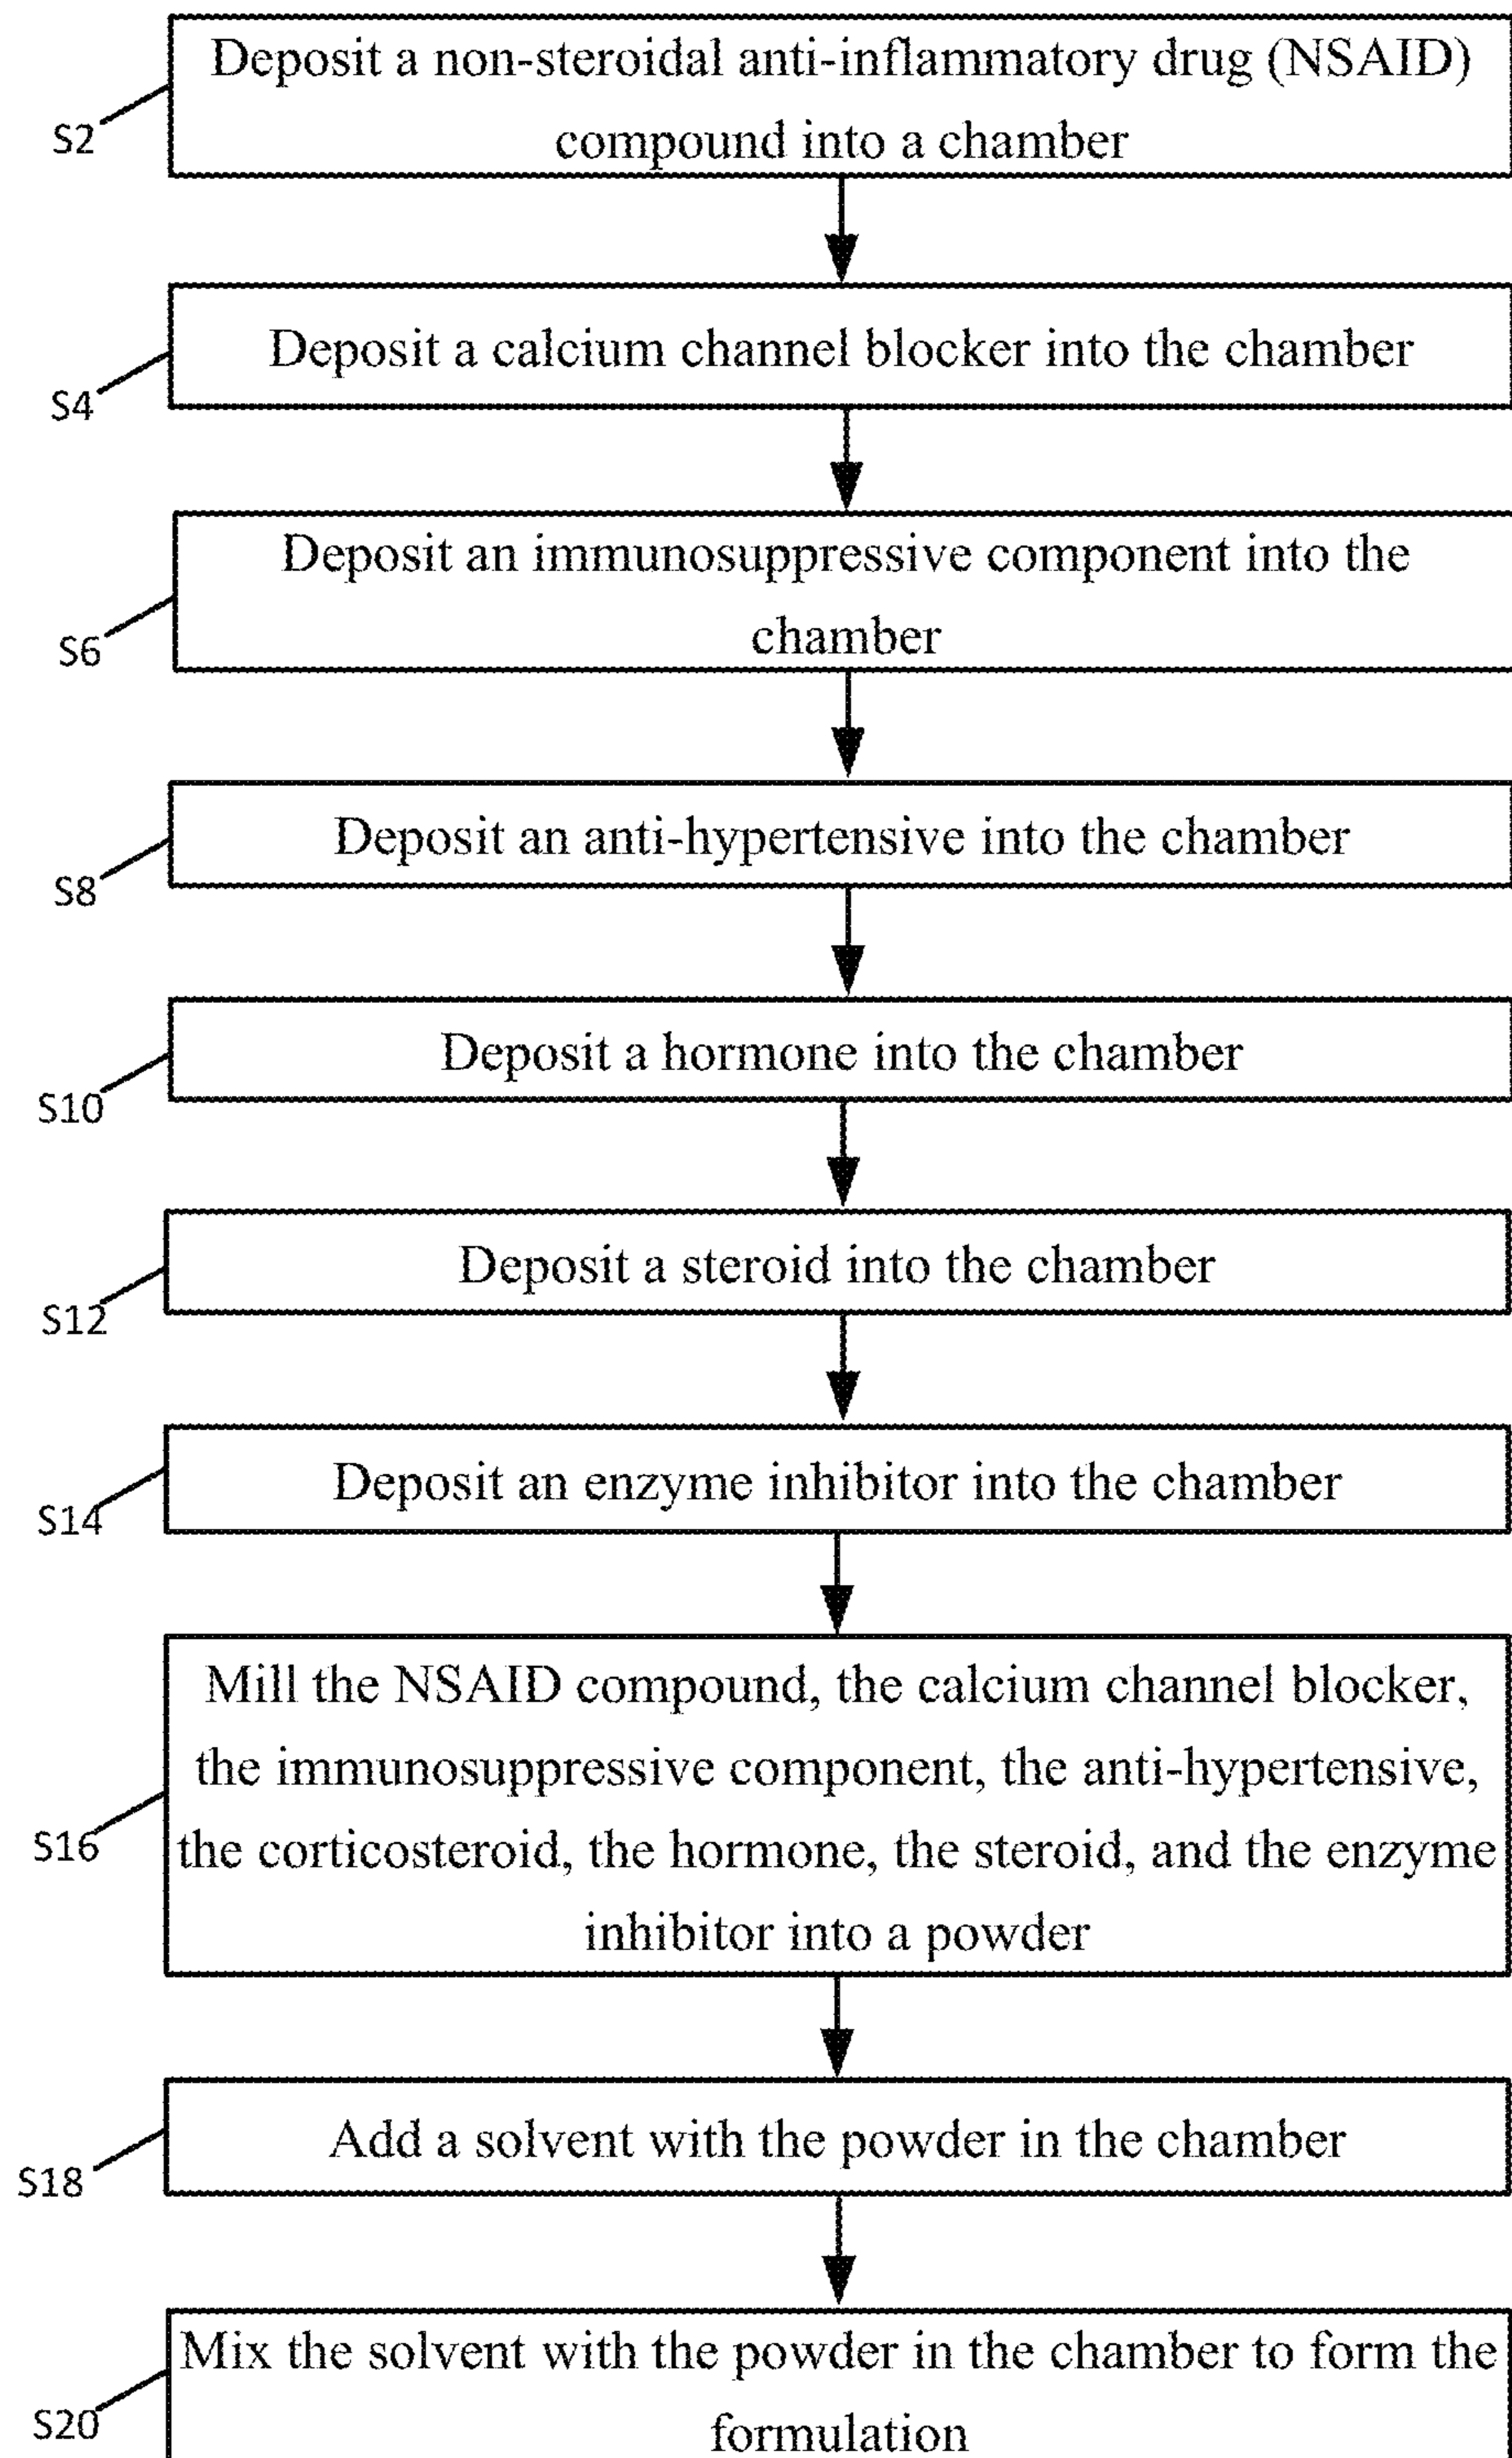 Deposit a non-steroidal anti-inflammatory drug (NSAID)
compound into a chamber
S2
Deposit a calcium channel blocker into the chamber
S4
Deposit an immunosuppressive component into the
chamber
S6
Deposit an anti-hypertensive into the chamber
S8
Deposit a hormone into the chamber
S10
Deposit a steroid into the chamber
S12
Deposit an enzyme inhibitor into the chamber
S14
Mill the NSAID compound, the calcium channel blocker,
the immunosuppressive component, the anti-hypertensive,
the corticosteroid, the hormone, the steroid, and the enzyme
inhibitor into a powder
S16
Add a solvent with the powder in the chamber
S18
Mix the solvent with the powder in the chamber to form the
formulation
S20